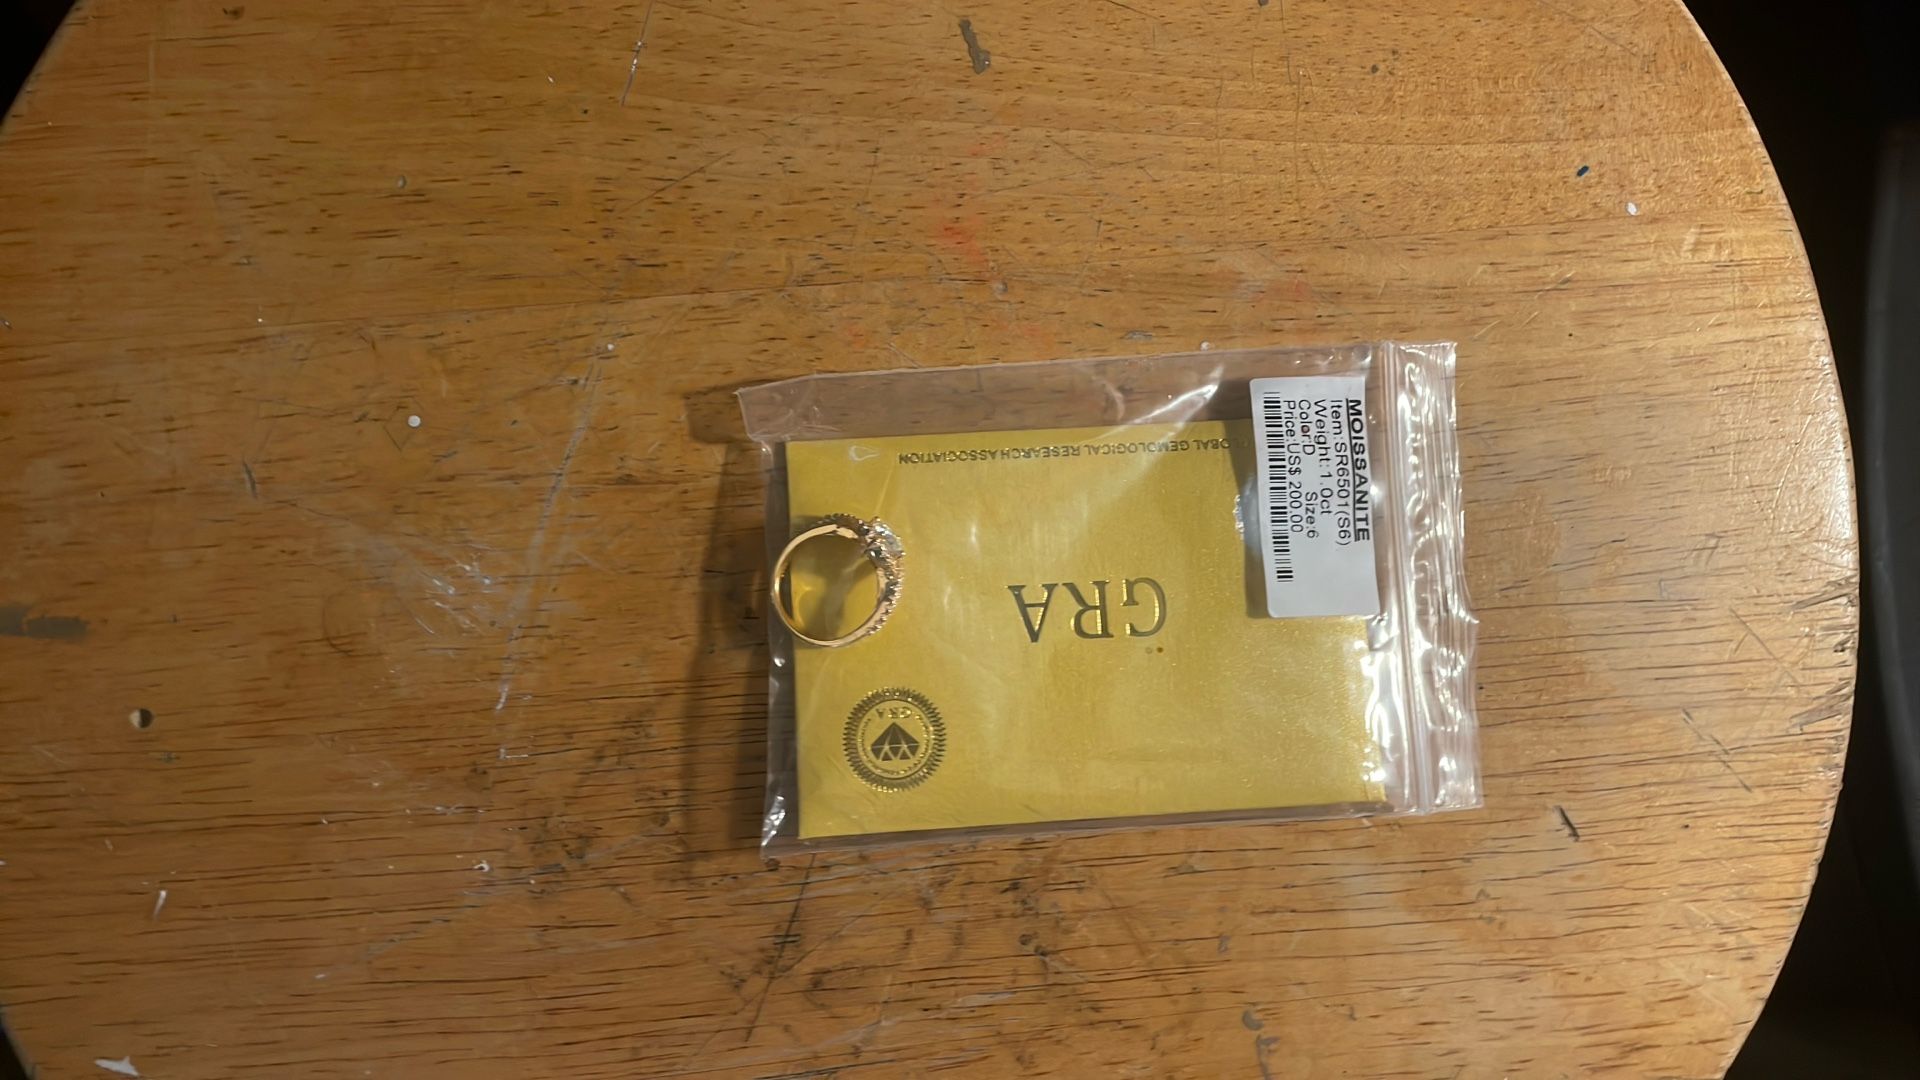 MOISSANITE
Item:SR6501(S6)
Weight:1.0ct
Color:D Size:6
Price:US$ 200.00
GLOBAL GEMOLOGICAL RESEARCH ASSOCIATION
GRA
GRA